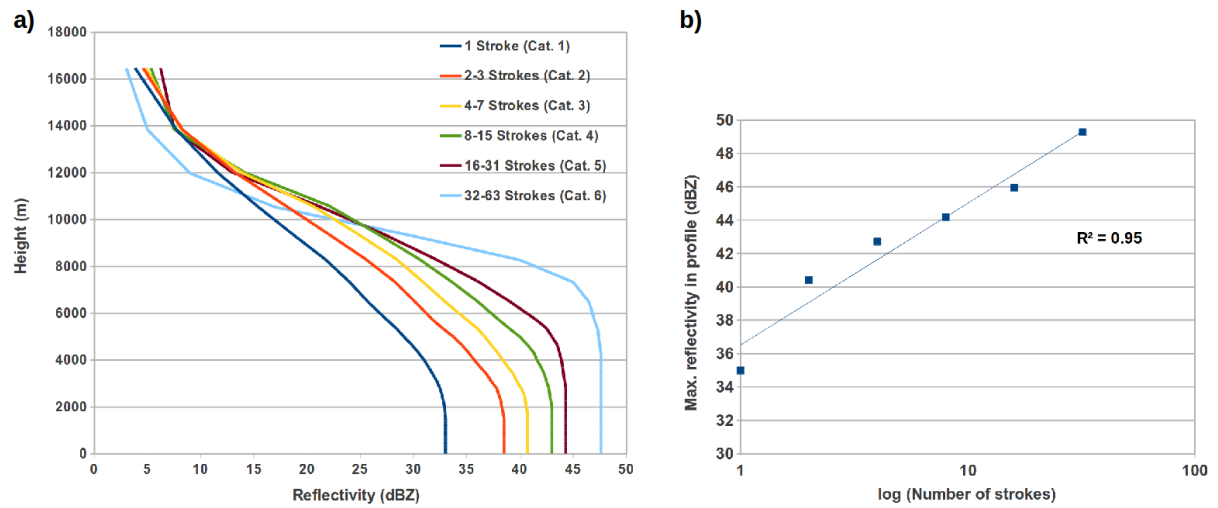 a)
18000
16000
14000
12000
10000
8000
6000
4000
2000
0
Height (m)
1 Stroke (Cat. 1)
2-3 Strokes (Cat. 2)
4-7 Strokes (Cat. 3)
8-15 Strokes (Cat. 4)
16-31 Strokes (Cat. 5)
32-63 Strokes (Cat. 6)
0 5 10 15 20 25 30 35 40 45 50
Reflectivity (dBZ)
b)
50
48
46
44
42
40
38
36
34
32
30
Max. reflectivity in profile (dBZ)
R² = 0.95
1 10 100
log (Number of strokes)